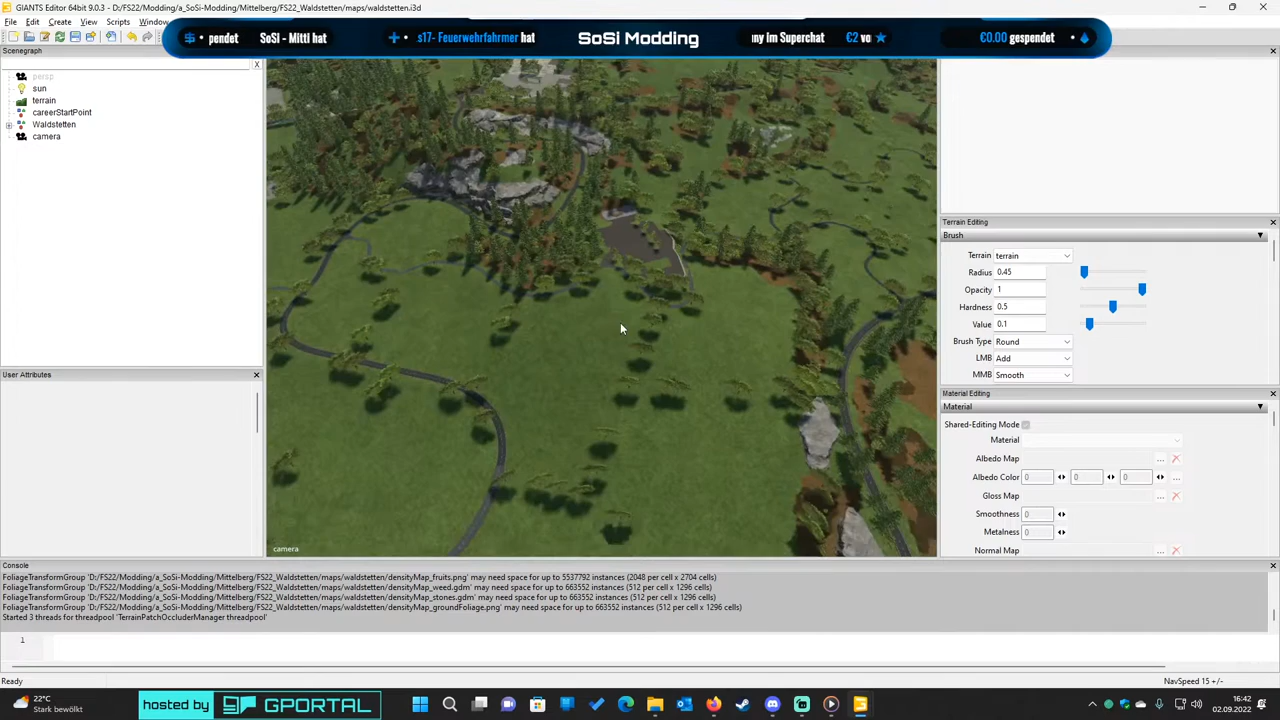 GIANTS Editor 64bit 9.0.3 - D:/FS22/Modding/a_SoSi-Modding/Mittelberg/FS22_Waldstetten/maps/waldstetten.i3d
File Edit Create View Scripts Window
pendet SoSi - Mitti hat s17- Feuerwehrfahrmer hat SoSi Modding ny Im Superchat €2 vo €0.00 gespendet
Scenegraph
X
persp
sun
terrain
careerStartPoint
Waldstetten
camera
User Attributes
camera
Terrain Editing
Brush
Terrain terrain
Radius 0.45
Opacity 1
Hardness 0.5
Value 0.1
Brush Type Round
LMB Add
MMB Smooth
Material Editing
Material
Shared-Editing Mode
Material
Albedo Map ...
Albedo Color 0 0 0 ...
Gloss Map ...
Smoothness 0
Metalness 0
Normal Map ...
Console
FoliageTransformGroup 'D:/FS22/Modding/a_SoSi-Modding/Mittelberg/FS22_Waldstetten/maps/waldstetten/densityMap_fruits.png' may need space for up to 5537792 instances (2048 per cell x 2704 cells)
FoliageTransformGroup 'D:/FS22/Modding/a_SoSi-Modding/Mittelberg/FS22_Waldstetten/maps/waldstetten/densityMap_weed.gdm' may need space for up to 663552 instances (512 per cell x 1296 cells)
FoliageTransformGroup 'D:/FS22/Modding/a_SoSi-Modding/Mittelberg/FS22_Waldstetten/maps/waldstetten/densityMap_stones.gdm' may need space for up to 663552 instances (512 per cell x 1296 cells)
FoliageTransformGroup 'D:/FS22/Modding/a_SoSi-Modding/Mittelberg/FS22_Waldstetten/maps/waldstetten/densityMap_groundFoliage.png' may need space for up to 663552 instances (512 per cell x 1296 cells)
Started 3 threads for threadpool 'TerrainPatchOccluderManager threadpool'
1
Ready
NavSpeed 15 +/-
22°C
Stark bewölkt
hosted by GPORTAL
16:42
02.09.2022